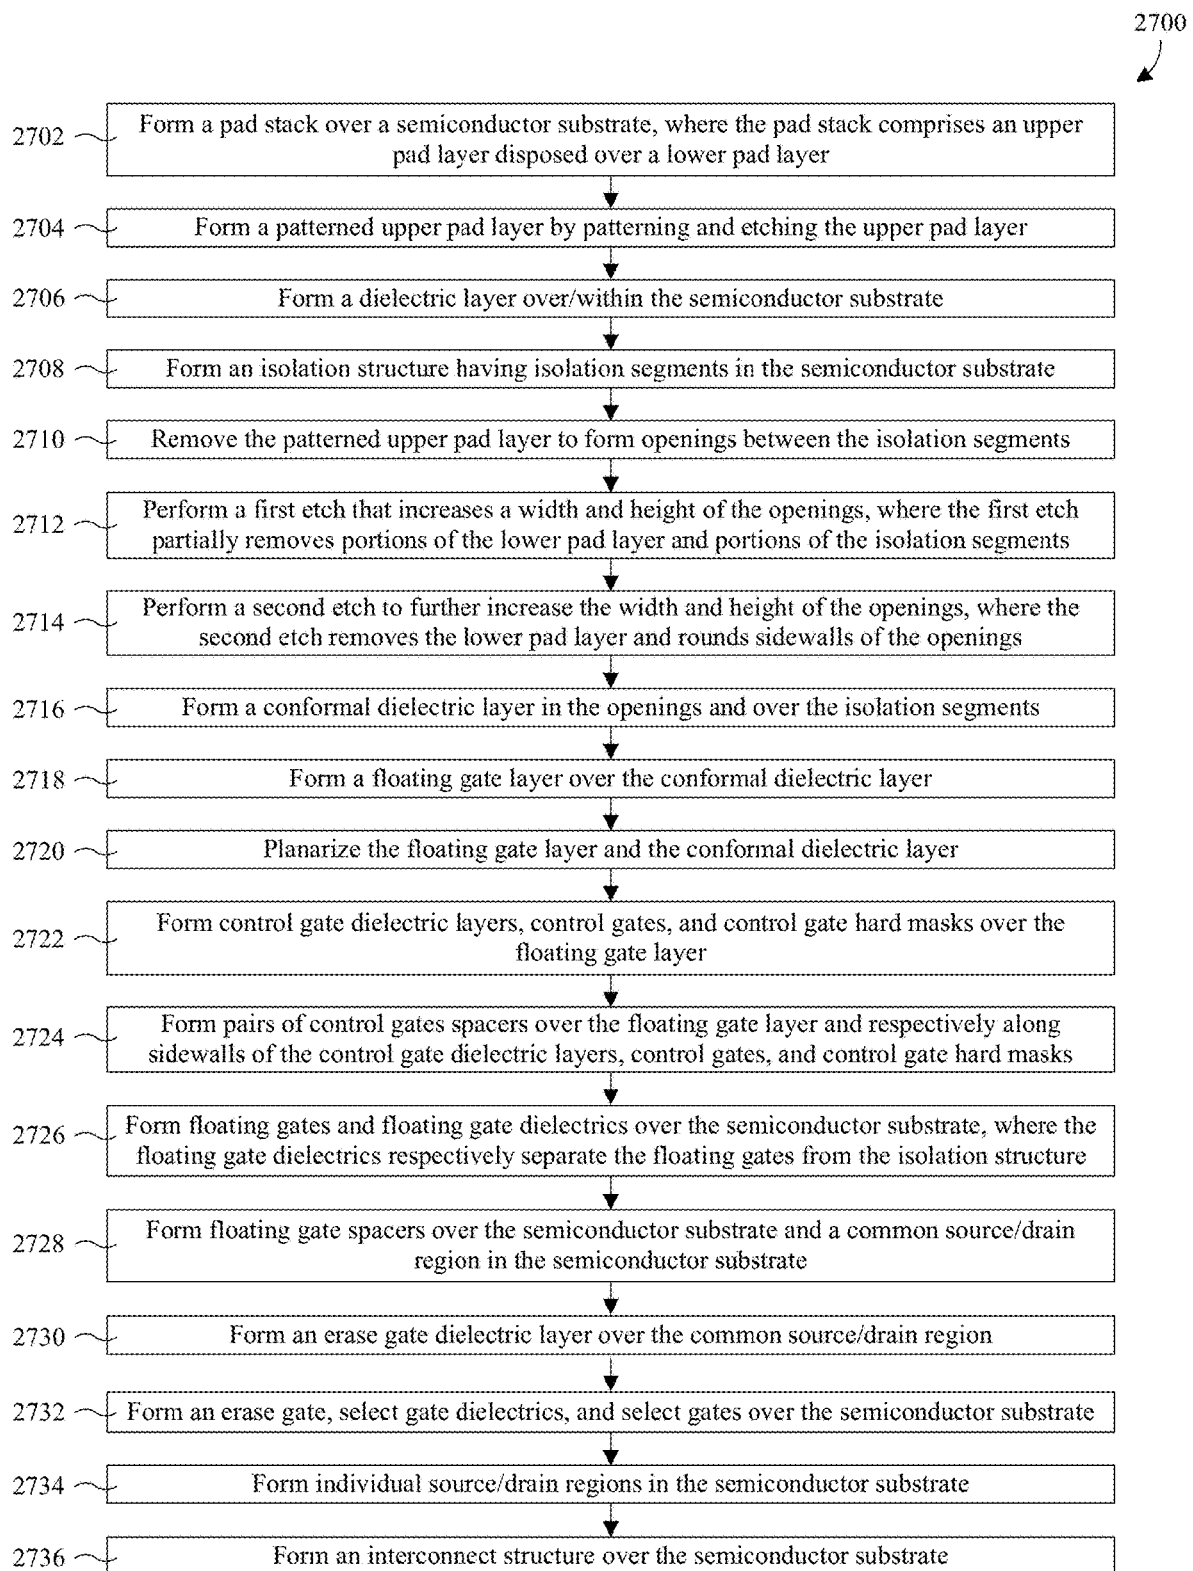 2700
2702
Form a pad stack over a semiconductor substrate, where the pad stack comprises an upper
pad layer disposed over a lower pad layer
2704
Form a patterned upper pad layer by patterning and etching the upper pad layer
2706
Form a dielectric layer over/within the semiconductor substrate
2708
Form an isolation structure having isolation segments in the semiconductor substrate
2710
Remove the patterned upper pad layer to form openings between the isolation segments
2712
Perform a first etch that increases a width and height of the openings, where the first etch
partially removes portions of the lower pad layer and portions of the isolation segments
2714
Perform a second etch to further increase the width and height of the openings, where the
second etch removes the lower pad layer and rounds sidewalls of the openings
2716
Form a conformal dielectric layer in the openings and over the isolation segments
2718
Form a floating gate layer over the conformal dielectric layer
2720
Planarize the floating gate layer and the conformal dielectric layer
2722
Form control gate dielectric layers, control gates, and control gate hard masks over the
floating gate layer
2724
Form pairs of control gates spacers over the floating gate layer and respectively along
sidewalls of the control gate dielectric layers, control gates, and control gate hard masks
2726
Form floating gates and floating gate dielectrics over the semiconductor substrate, where the
floating gate dielectrics respectively separate the floating gates from the isolation structure
2728
Form floating gate spacers over the semiconductor substrate and a common source/drain
region in the semiconductor substrate
2730
Form an erase gate dielectric layer over the common source/drain region
2732
Form an erase gate, select gate dielectrics, and select gates over the semiconductor substrate
2734
Form individual source/drain regions in the semiconductor substrate
2736
Form an interconnect structure over the semiconductor substrate